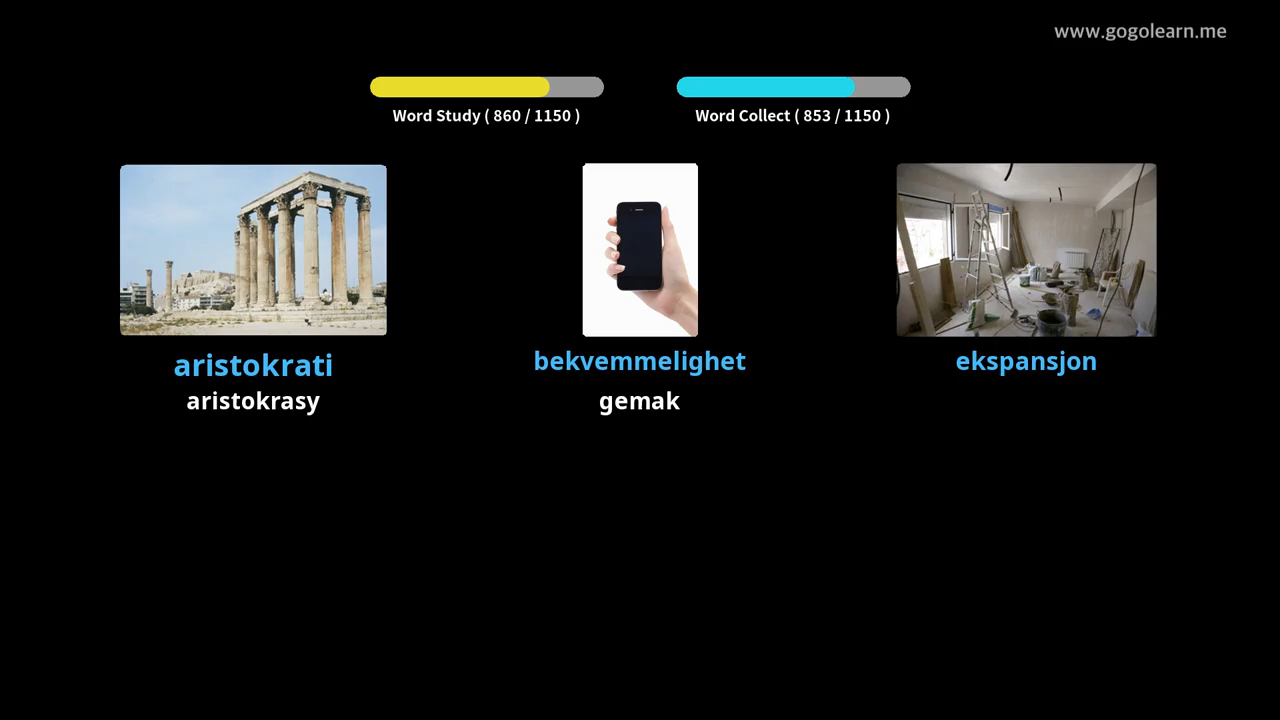 www.gogolearn.me
Word Study ( 860 / 1150 )
Word Collect ( 853 / 1150 )
aristokrati
aristokrasy
bekvemmelighet
gemak
ekspansjon